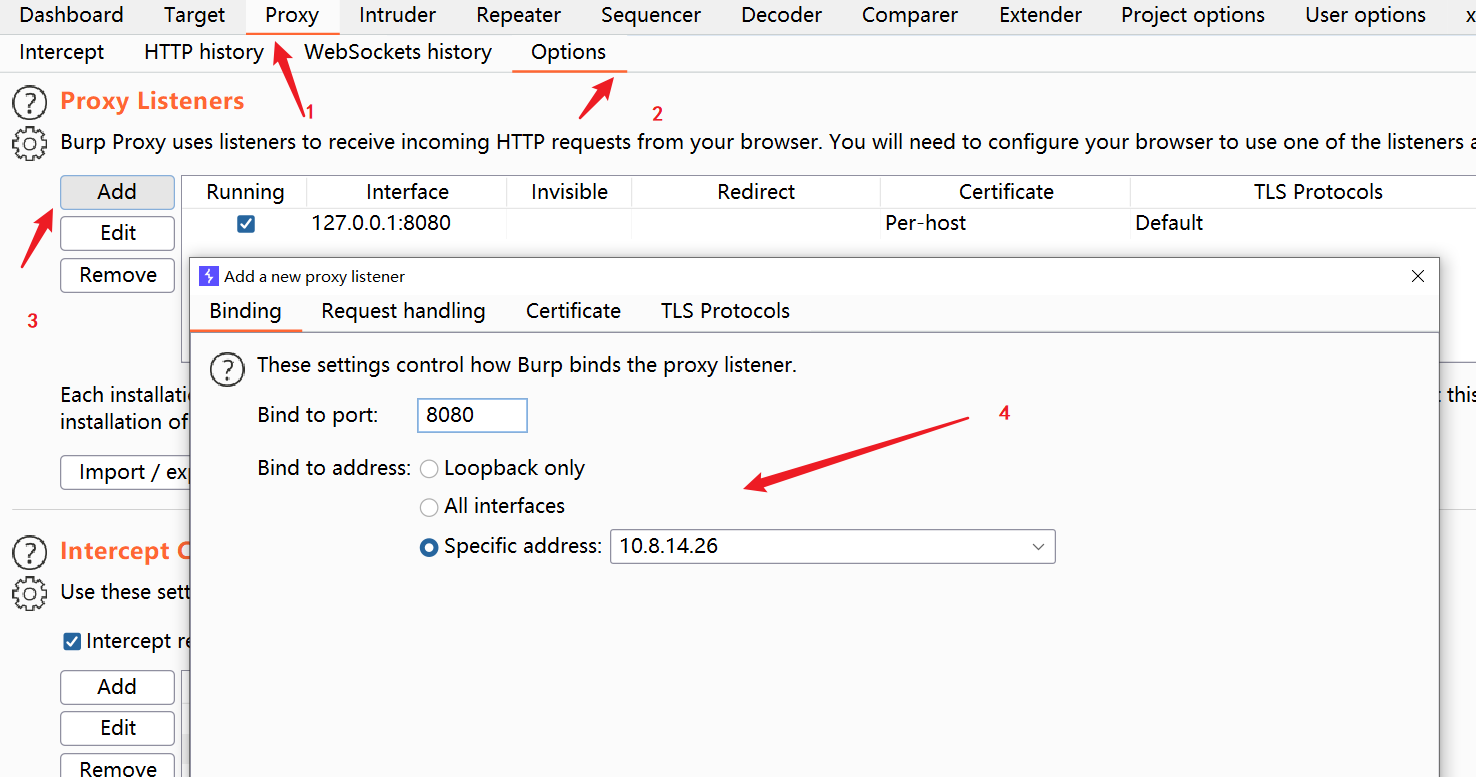 Dashboard Target Proxy Intruder Repeater Sequencer Decoder Comparer Extender Project options User options x
Intercept HTTP history WebSockets history Options
1
2
Proxy Listeners
Burp Proxy uses listeners to receive incoming HTTP requests from your browser. You will need to configure your browser to use one of the listeners a
Add
Edit
Remove
3
Running Interface Invisible Redirect Certificate TLS Protocols
127.0.0.1:8080 Per-host Default
Add a new proxy listener
Binding Request handling Certificate TLS Protocols
These settings control how Burp binds the proxy listener.
Bind to port: 8080
4
Bind to address: Loopback only
All interfaces
Specific address: 10.8.14.26
Each installati
t this
installation of
Import / exp
Intercept C
Use these sett
Intercept re
Add
Edit
Remove